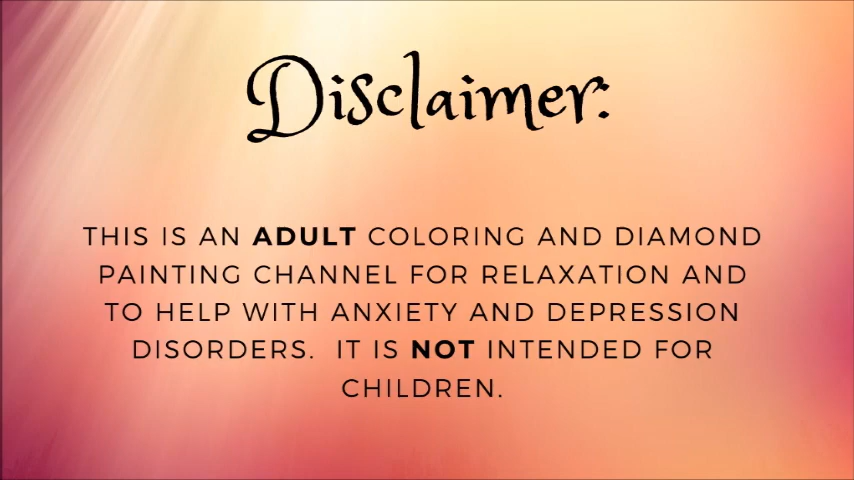 Disclaimer:
THIS IS AN ADULT COLORING AND DIAMOND
PAINTING CHANNEL FOR RELAXATION AND
TO HELP WITH ANXIETY AND DEPRESSION
DISORDERS.  IT IS NOT INTENDED FOR
CHILDREN.